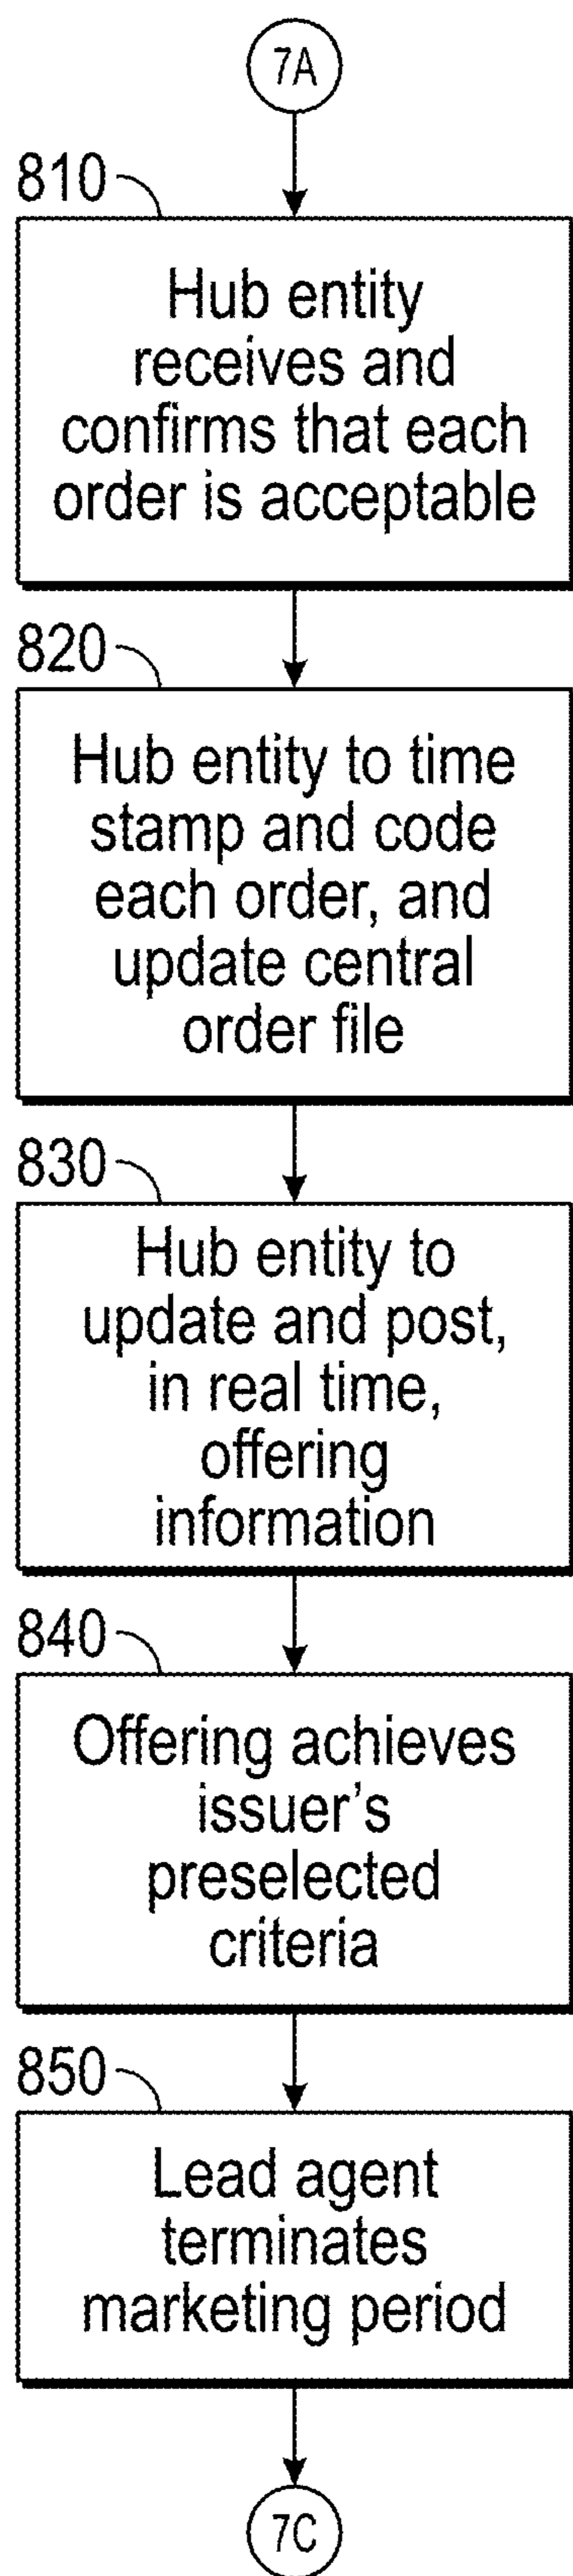 7A
810
Hub entity
receives and
confirms that each
order is acceptable
820
Hub entity to time
stamp and code
each order, and
update central
order file
830
Hub entity to
update and post,
in real time,
offering
information
840
Offering achieves
issuer’s
preselected
criteria
850
Lead agent
terminates
marketing period
7C